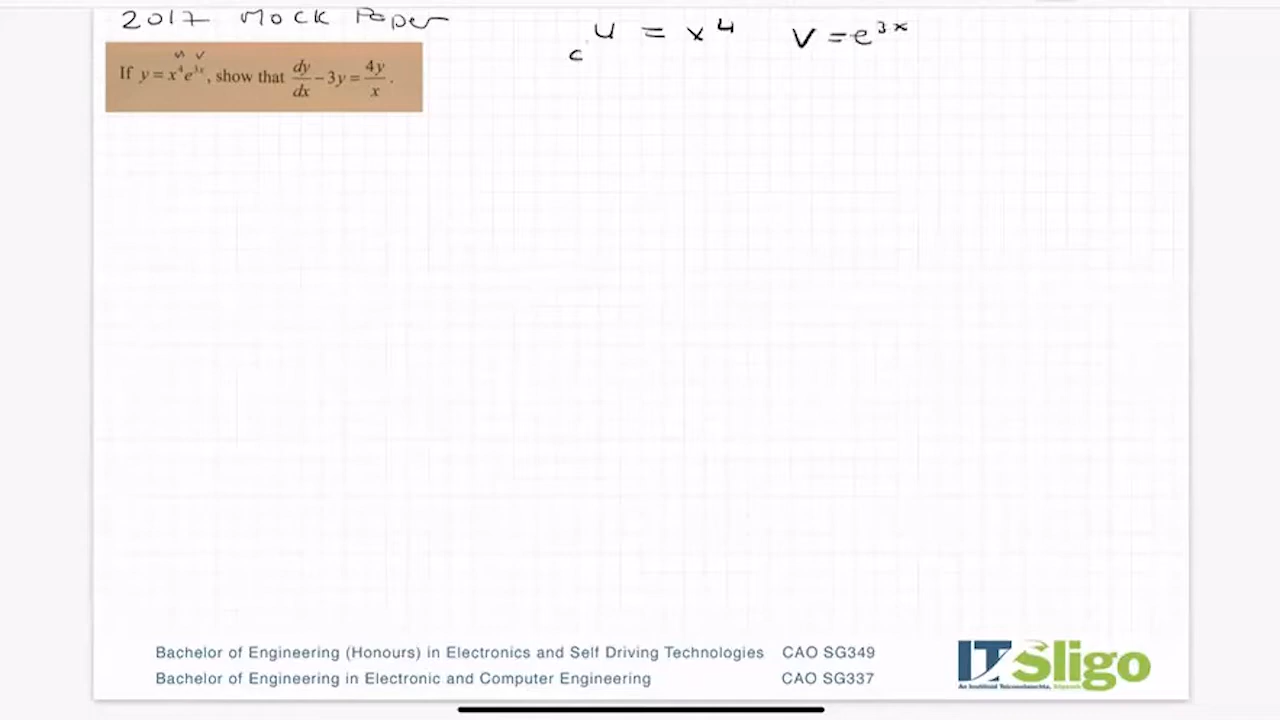 2017 Mock Paper
u = x⁴ v = e³ˣ
u v
If y = x⁴e³ˣ, show that dy/dx − 3y = 4y/x.
Bachelor of Engineering (Honours) in Electronics and Self Driving Technologies CAO SG349
Bachelor of Engineering in Electronic and Computer Engineering CAO SG337
IT Sligo